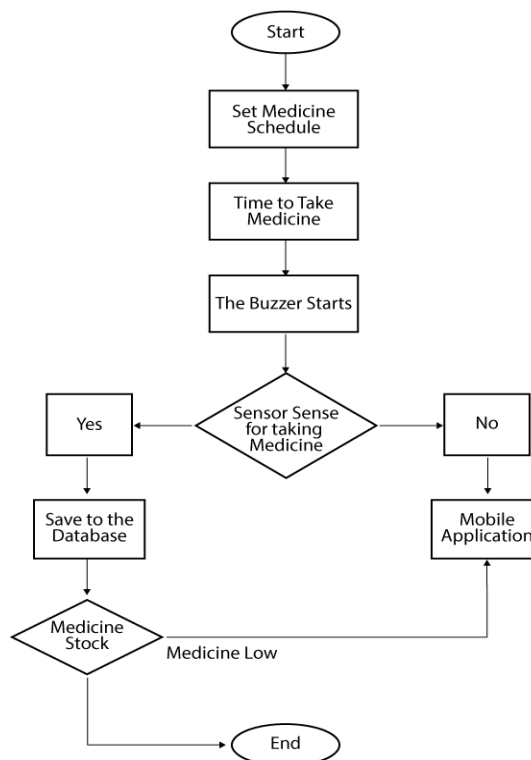 Start
Set Medicine
Schedule
Time to Take
Medicine
The Buzzer Starts
Sensor Sense
for taking
Medicine
Yes
No
Save to the
Database
Mobile
Application
Medicine
Stock
Medicine Low
End